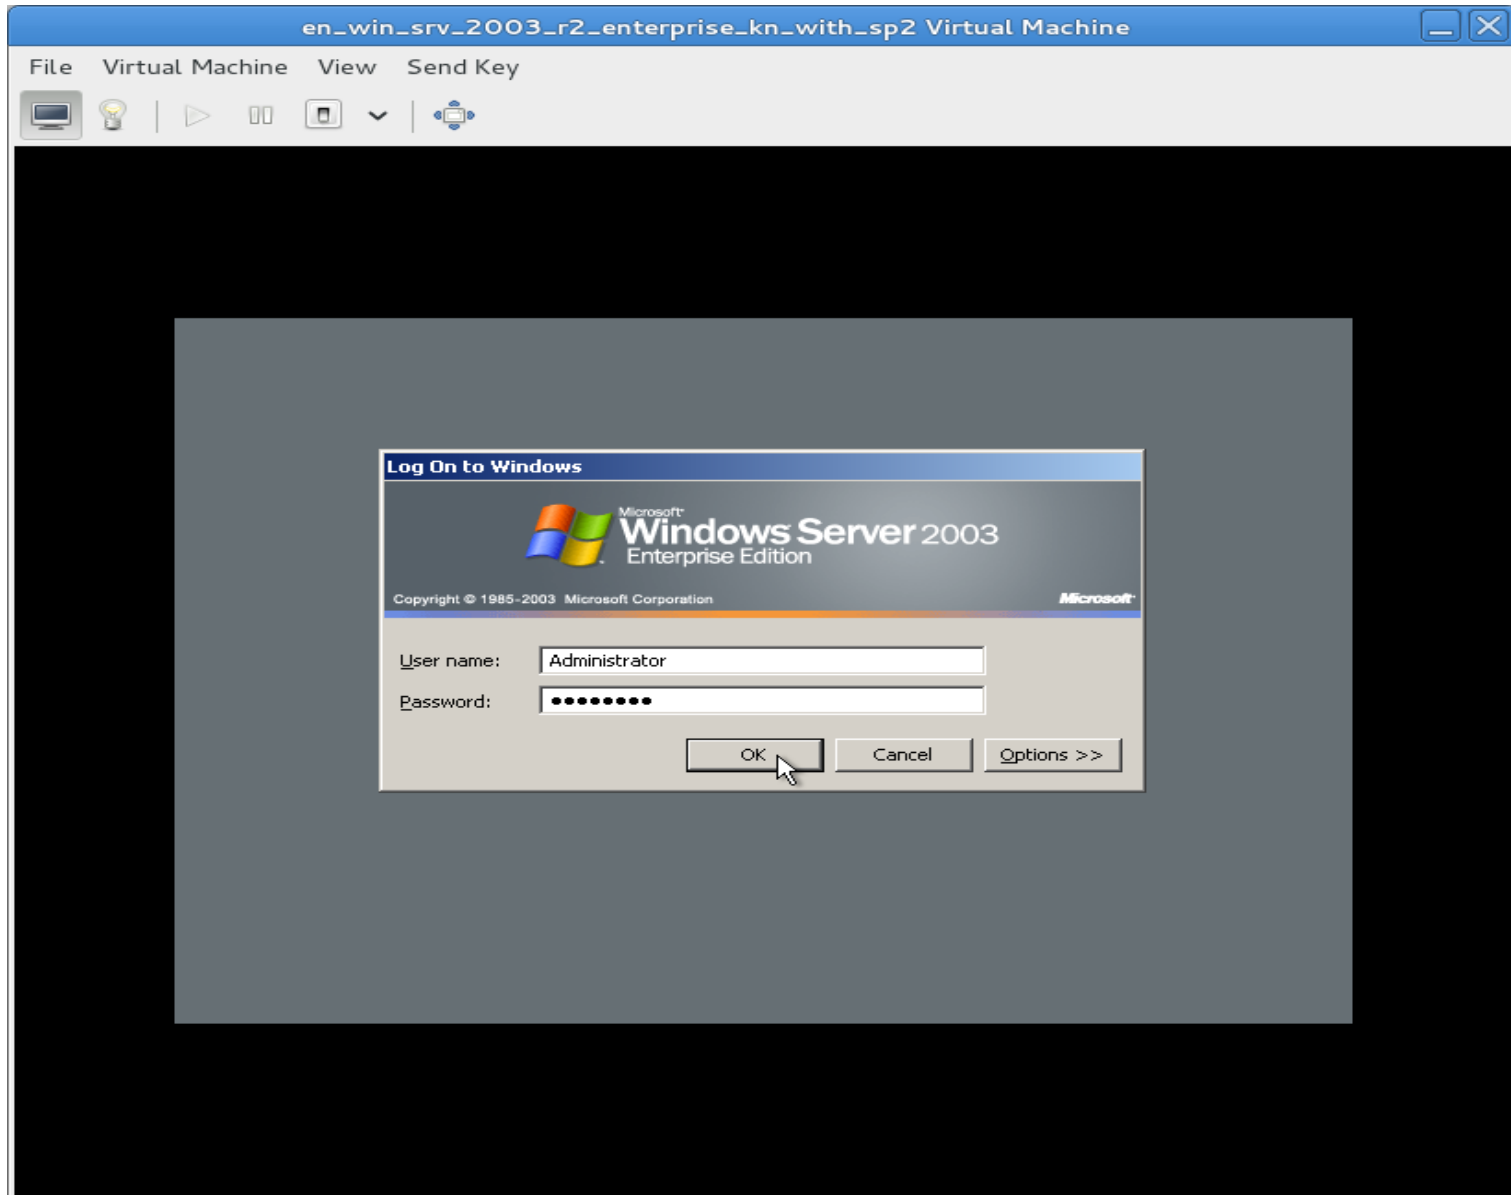 en_win_srv_2003_r2_enterprise_kn_with_sp2 Virtual Machine
File Virtual Machine View Send Key
Log On to Windows
Microsoft
Windows Server 2003
Enterprise Edition
Copyright © 1985-2003 Microsoft Corporation Microsoft
User name: Administrator
Password: ●●●●●●●●
OK Cancel Options >>